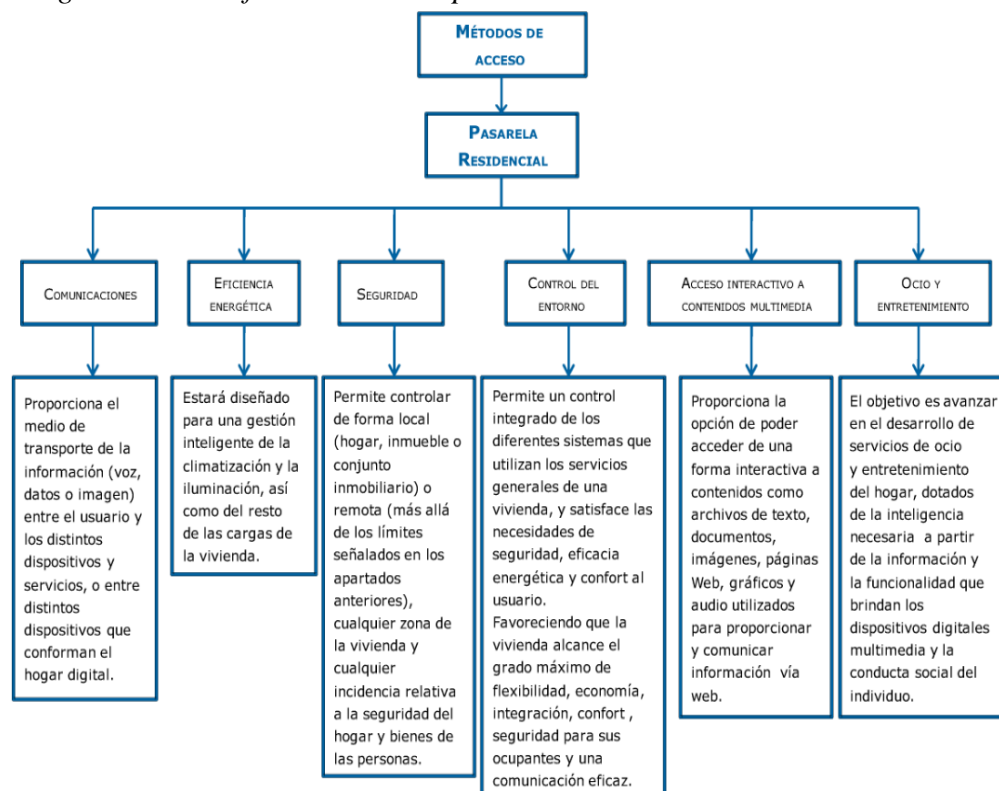 MÉTODOS DE
ACCESO
PASARELA
RESIDENCIAL
COMUNICACIONES
EFICIENCIA
ENERGÉTICA
SEGURIDAD
CONTROL DEL
ENTORNO
ACCESO INTERACTIVO A
CONTENIDOS MULTIMEDIA
OCIO Y
ENTRETENIMIENTO
Proporciona el
medio de
transporte de la
información (voz,
datos o imagen)
entre el usuario y
los distintos
dispositivos y
servicios, o entre
distintos
dispositivos que
conforman el
hogar digital.
Estará diseñado
para una gestión
inteligente de la
climatización y la
iluminación, así
como del resto
de las cargas de
la vivienda.
Permite controlar
de forma local
(hogar, inmueble o
conjunto
inmobiliario) o
remota (más allá
de los límites
señalados en los
apartados
anteriores),
cualquier zona de
la vivienda y
cualquier
incidencia relativa
a la seguridad del
hogar y bienes de
las personas.
Permite un control
integrado de los
diferentes sistemas que
utilizan los servicios
generales de una
vivienda, y satisface las
necesidades de
seguridad, eficacia
energética y confort al
usuario.
Favoreciendo que la
vivienda alcance el
grado máximo de
flexibilidad, economía,
integración, confort ,
seguridad para sus
ocupantes y una
comunicación eficaz.
Proporciona la
opción de poder
acceder de una
forma interactiva a
contenidos como
archivos de texto,
documentos,
imágenes, páginas
Web, gráficos y
audio utilizados
para proporcionar
y comunicar
información vía
web.
El objetivo es avanzar
en el desarrollo de
servicios de ocio
y entretenimiento
del hogar, dotados
de la inteligencia
necesaria a partir
de la información y
la funcionalidad que
brindan los
dispositivos digitales
multimedia y la
conducta social del
individuo.